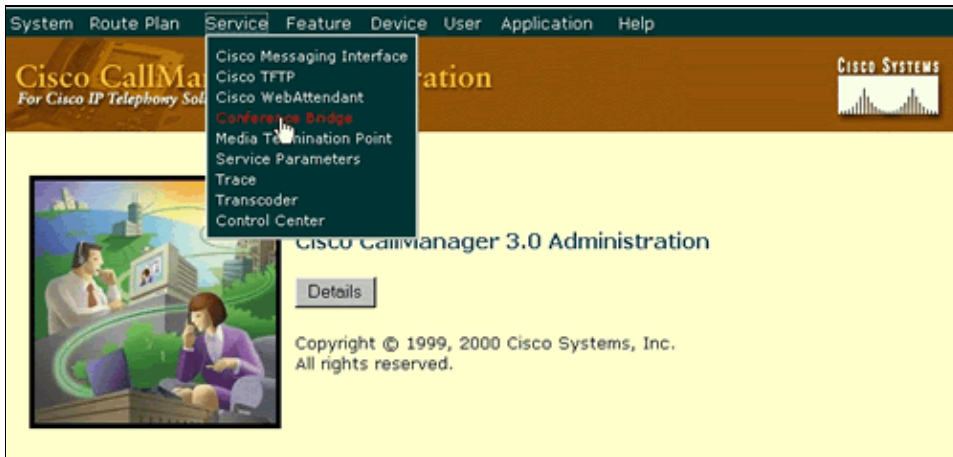 System Route Plan Service Feature Device User Application Help
Cisco Messaging Interface
Cisco TFTP
Cisco WebAttendant
Conference Bridge
Media Termination Point
Service Parameters
Trace
Transcoder
Control Center
Cisco CallMa ration
For Cisco IP Telephony Sol
CISCO SYSTEMS
Cisco CallManager 3.0 Administration
Details
Copyright © 1999, 2000 Cisco Systems, Inc.
All rights reserved.